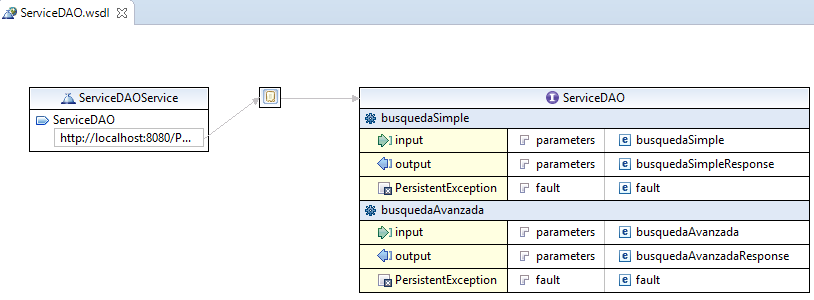 ServiceDAO.wsdl
ServiceDAOService
ServiceDAO
http://localhost:8080/P...
ServiceDAO
busquedaSimple
input parameters busquedaSimple
output parameters busquedaSimpleResponse
PersistentException fault fault
busquedaAvanzada
input parameters busquedaAvanzada
output parameters busquedaAvanzadaResponse
PersistentException fault fault